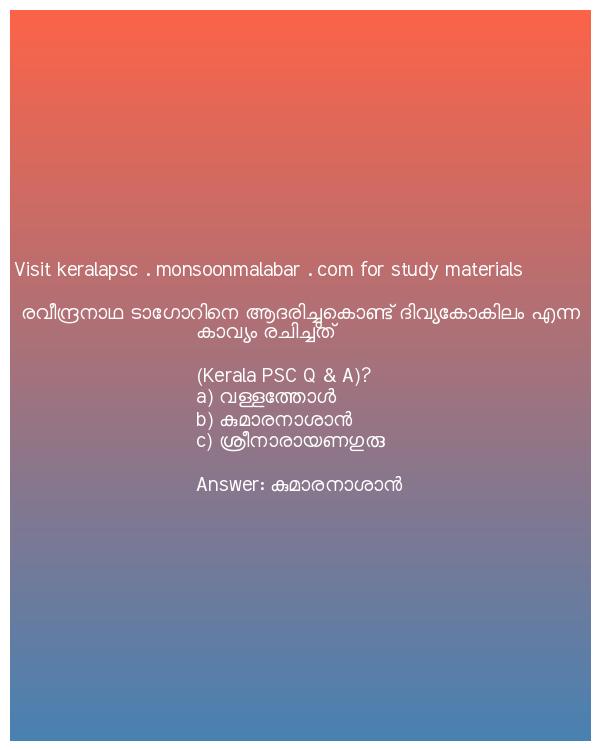 Visit keralapsc . monsoonmalabar . com for study materials
രവീന്ദ്രനാഥ ടാഗോറിനെ ആദരിച്ചുകൊണ്ട് ദിവ്യകോകിലം എന്ന
കാവ്യം രചിച്ചത്
(Kerala PSC Q & A)?
a) വള്ളത്തോൾ
b) കുമാരനാശാൻ
c) ശ്രീനാരായണഗുരു
Answer: കുമാരനാശാൻ